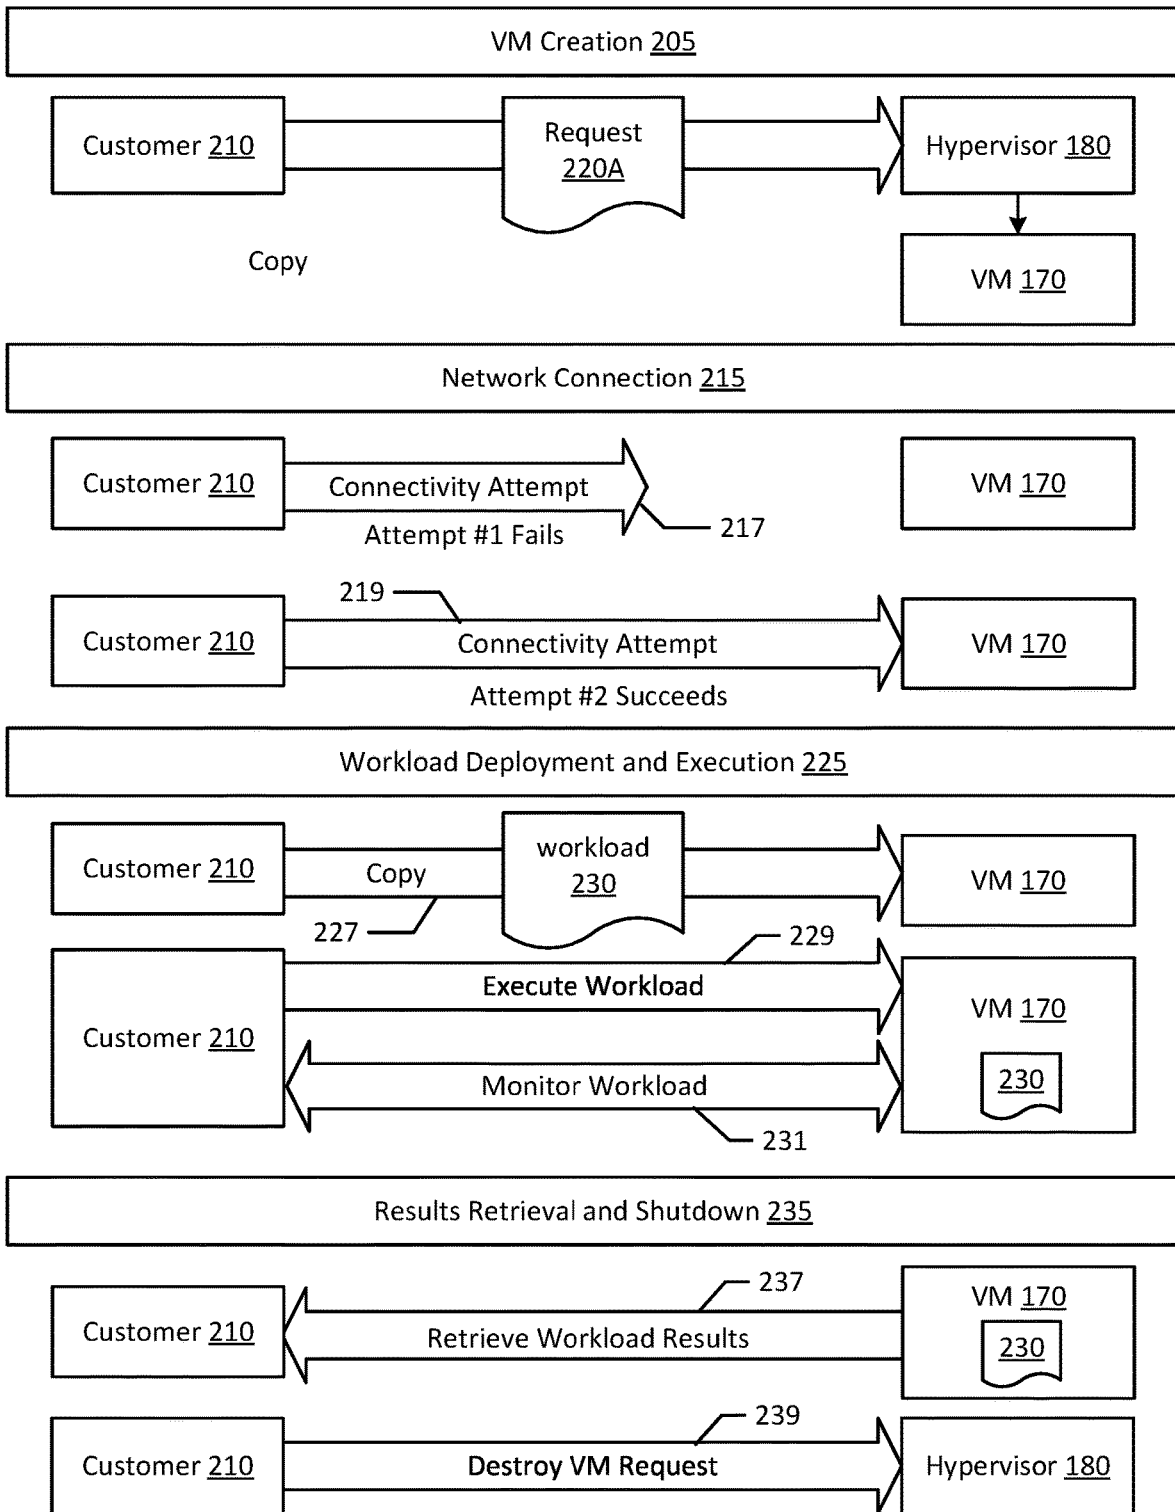 VM Creation 205
Customer 210
Request
220A
Hypervisor 180
Copy
VM 170
Network Connection 215
Customer 210
Connectivity Attempt
VM 170
217
Attempt #1 Fails
219
Customer 210
Connectivity Attempt
VM 170
Attempt #2 Succeeds
Workload Deployment and Execution 225
Customer 210
Copy
workload
230
VM 170
227
229
Execute Workload
VM 170
Customer 210
Monitor Workload
230
231
Results Retrieval and Shutdown 235
237
VM 170
Customer 210
Retrieve Workload Results
230
239
Customer 210
Destroy VM Request
Hypervisor 180